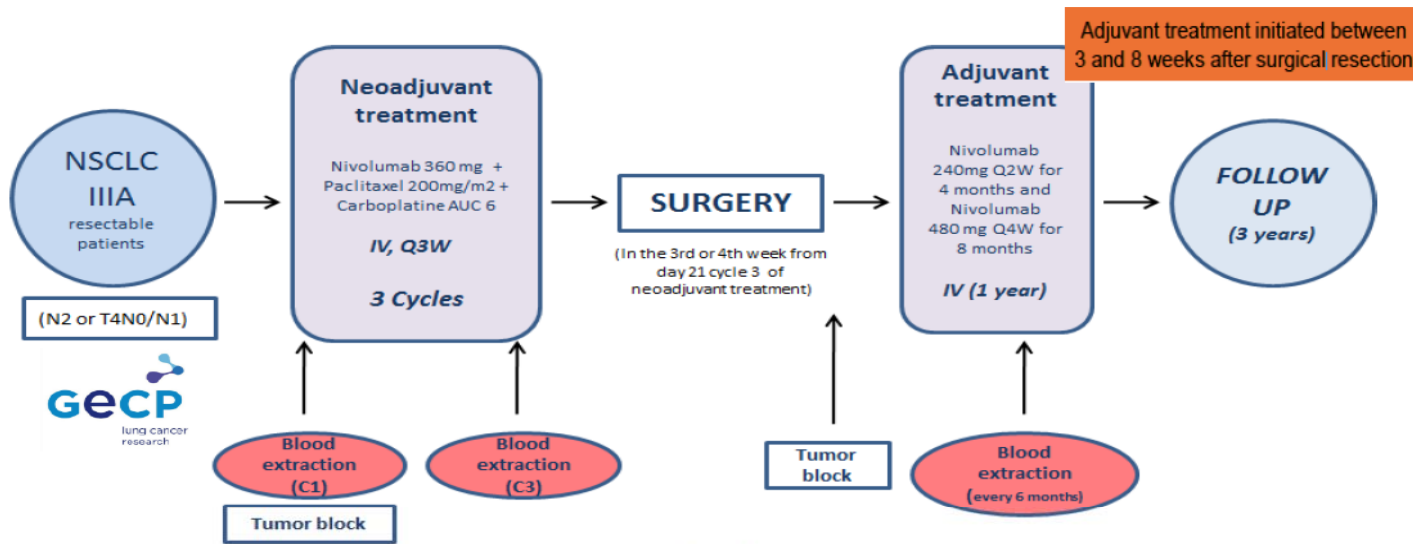 Adjuvant treatment initiated between
3 and 8 weeks after surgical resection
NSCLC
IIIA
resectable
patients
(N2 or T4N0/N1)
GeCP
lung cancer
research
Neoadjuvant
treatment
Nivolumab 360 mg +
Paclitaxel 200mg/m2 +
Carboplatine AUC 6
IV, Q3W
3 Cycles
Blood
extraction
(C1)
Tumor block
Blood
extraction
(C3)
SURGERY
(In the 3rd or 4th week from
day 21 cycle 3 of
neoadjuvant treatment)
Tumor
block
Adjuvant
treatment
Nivolumab
240mg Q2W for
4 months and
Nivolumab
480 mg Q4W for
8 months
IV (1 year)
Blood
extraction
(every 6 months)
FOLLOW
UP
(3 years)